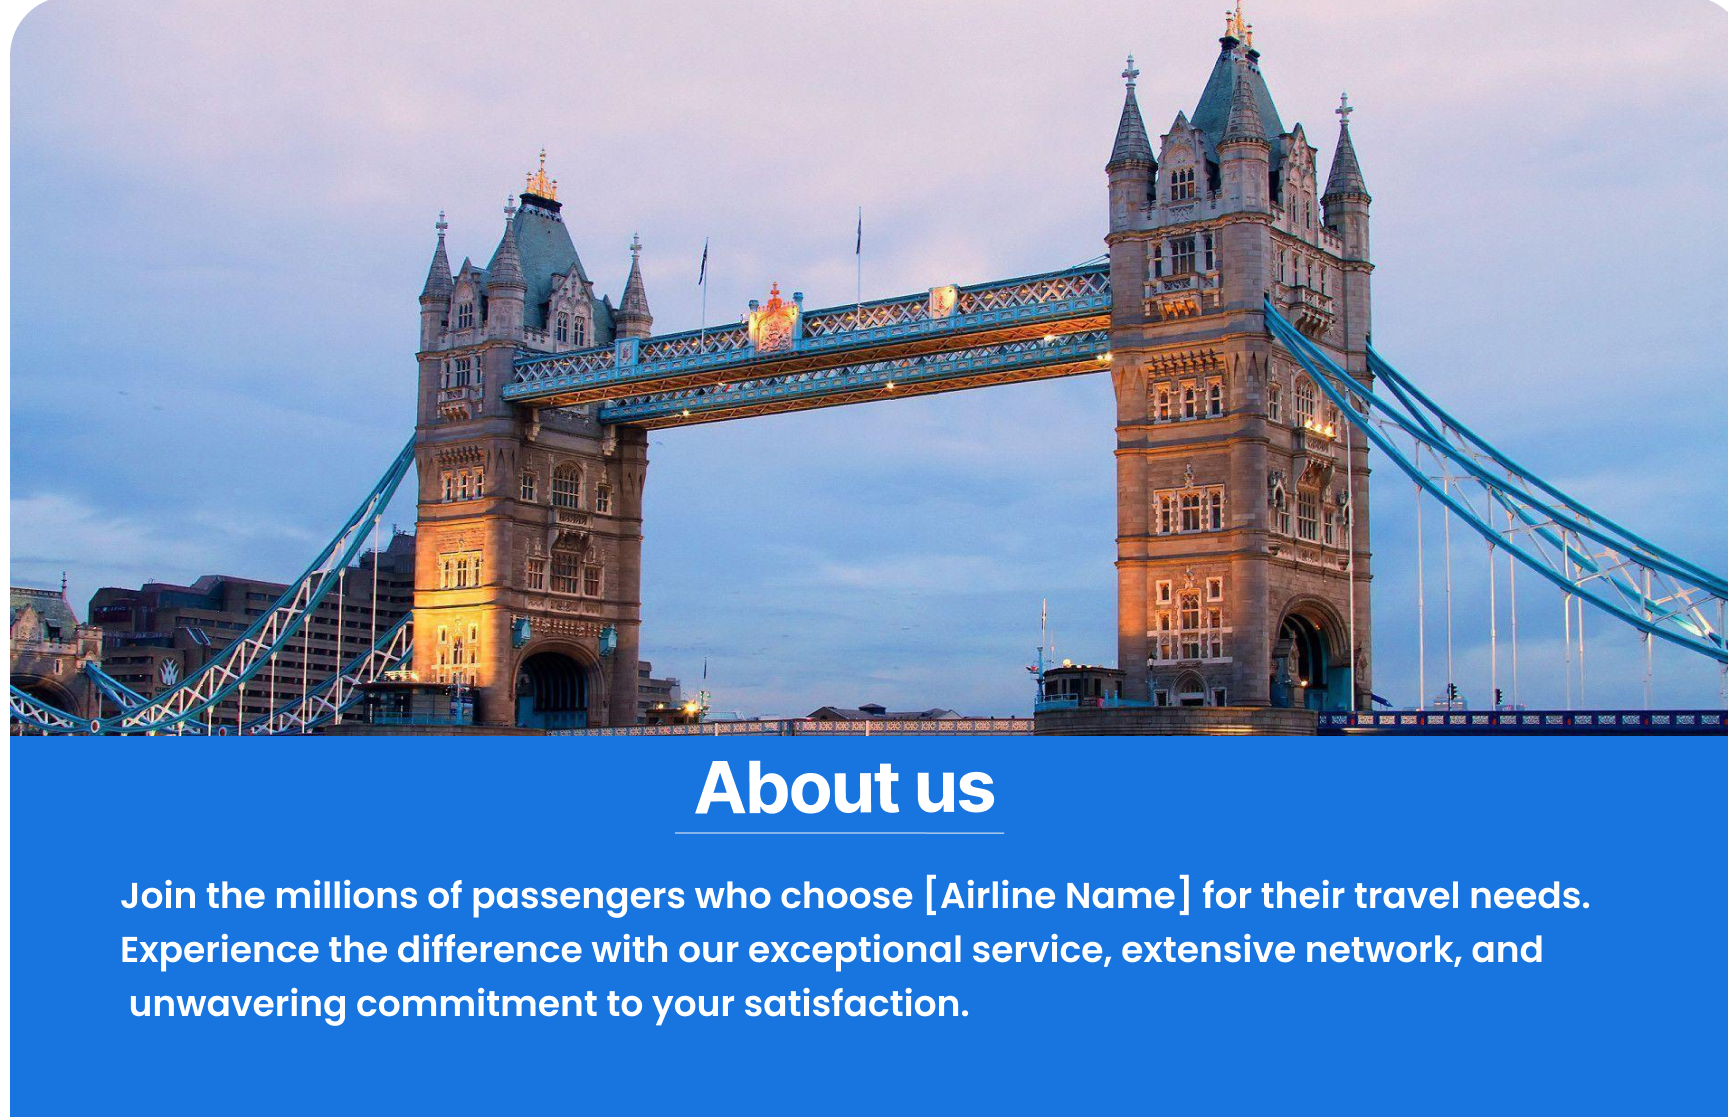 About us
Join the millions of passengers who choose [Airline Name] for their travel needs.
Experience the difference with our exceptional service, extensive network, and
unwavering commitment to your satisfaction.